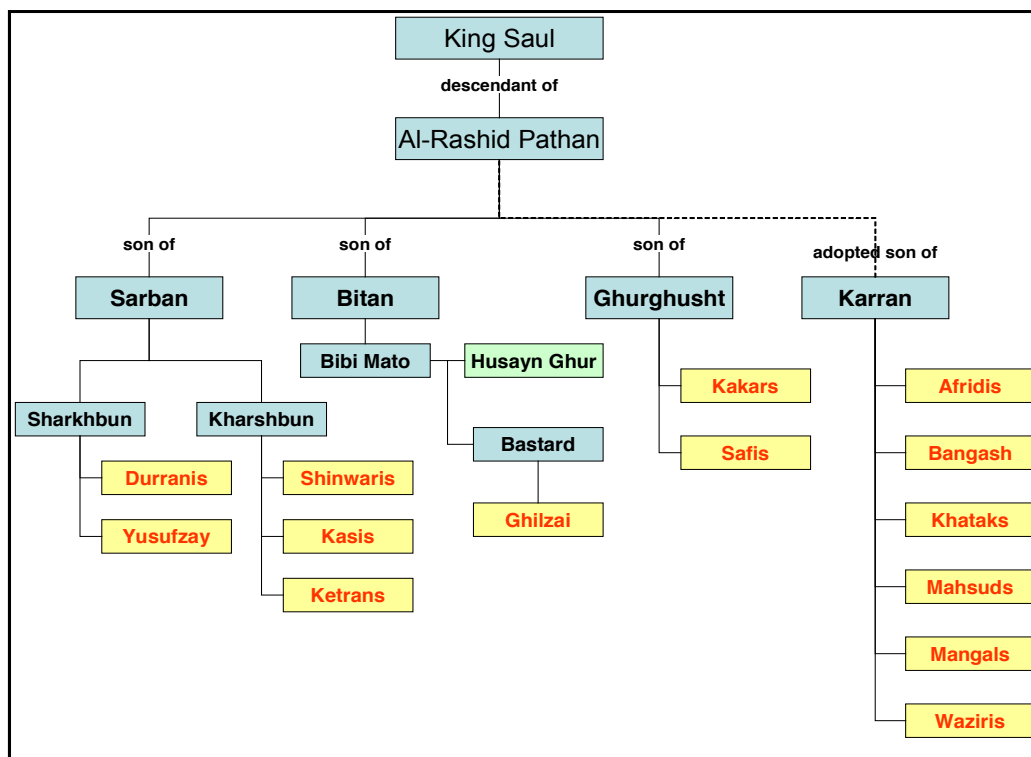 King Saul
descendant of
Al-Rashid Pathan
son of
son of
son of
adopted son of
Sarban
Bitan
Ghurghusht
Karran
Bibi Mato
Husayn Ghur
Kakars
Afridis
Sharkhbun
Kharshbun
Bastard
Safis
Bangash
Durranis
Shinwaris
Ghilzai
Khataks
Yusufzay
Kasis
Ketrans
Mahsuds
Mangals
Waziris